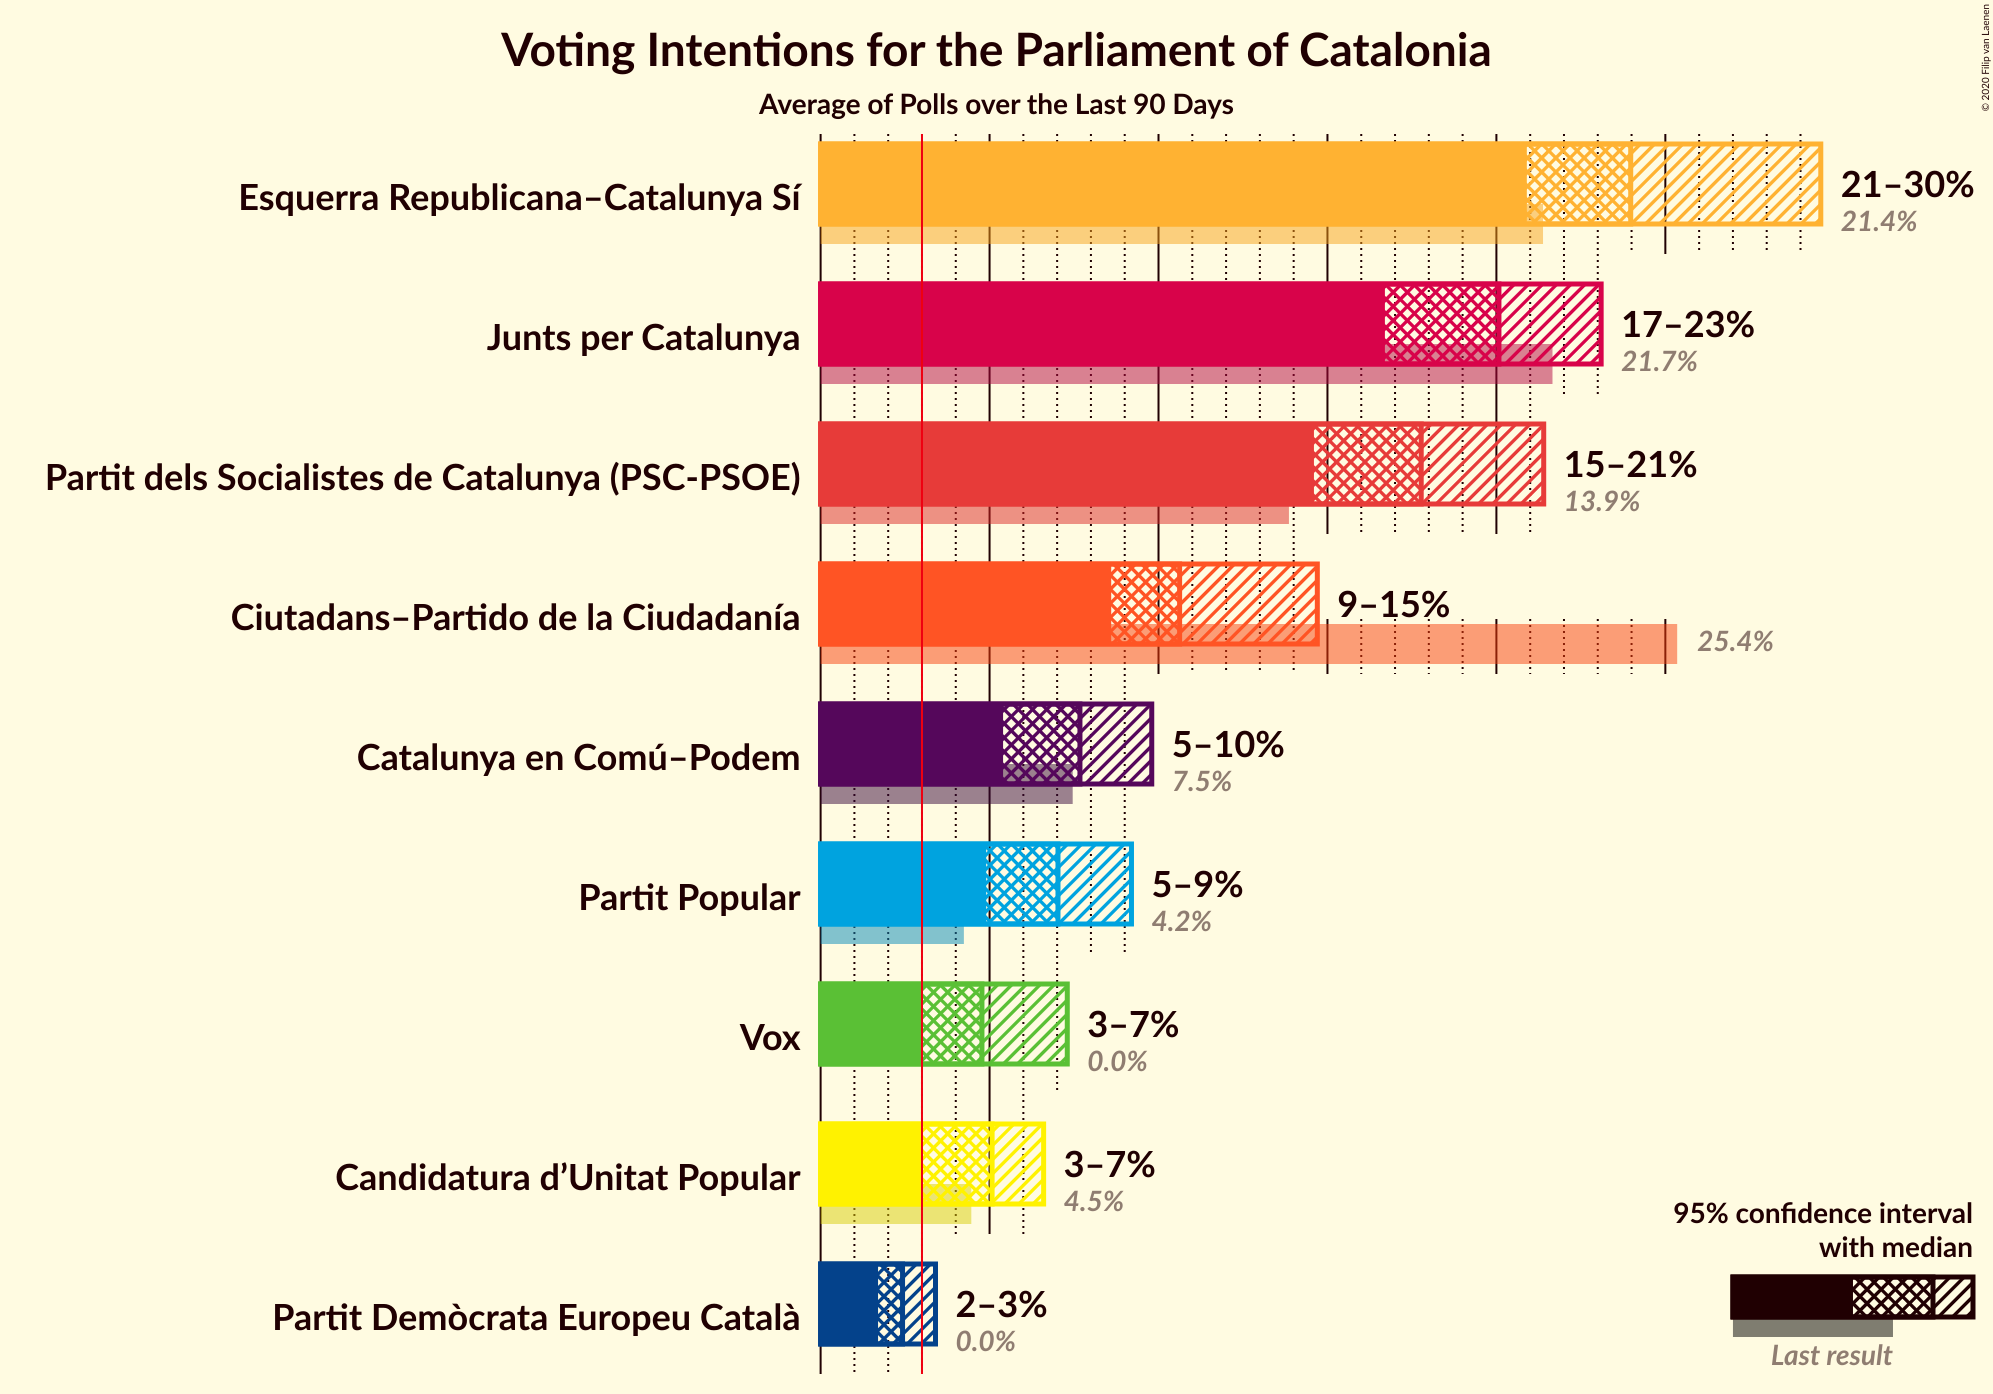 Voting Intentions for the Parliament of Catalonia
Average of Polls over the Last 90 Days
© 2020 Filip van Laenen
Esquerra Republicana–Catalunya Sí
21–30%
21.4%
Junts per Catalunya
17–23%
21.7%
Partit dels Socialistes de Catalunya (PSC-PSOE)
15–21%
13.9%
Ciutadans–Partido de la Ciudadanía
9–15%
25.4%
Catalunya en Comú–Podem
5–10%
7.5%
Partit Popular
5–9%
4.2%
Vox
3–7%
0.0%
Candidatura d’Unitat Popular
3–7%
4.5%
Partit Demòcrata Europeu Català
2–3%
0.0%
95% confidence interval
with median
Last result